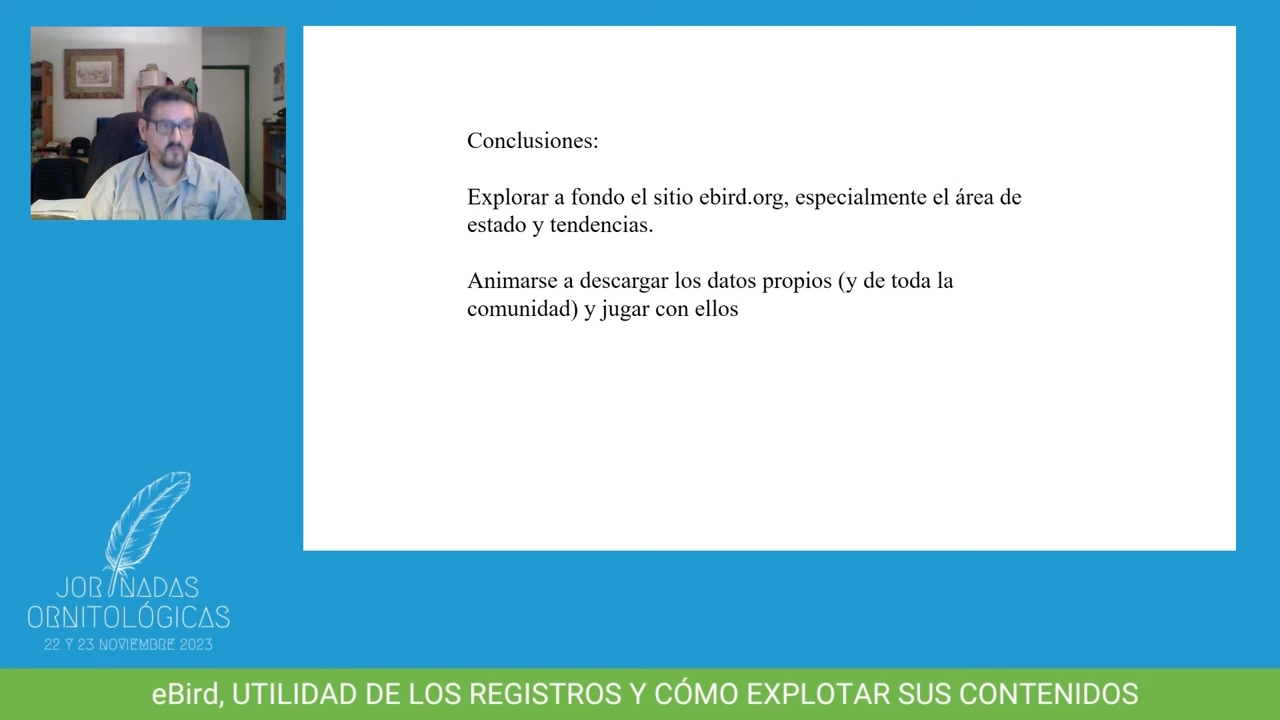 Conclusiones:
Explorar a fondo el sitio ebird.org, especialmente el área de
estado y tendencias.
Animarse a descargar los datos propios (y de toda la
comunidad) y jugar con ellos
JORNADAS
ORNITOLÓGICAS
22 Y 23 NOVIEMBRE 2023
eBird, UTILIDAD DE LOS REGISTROS Y CÓMO EXPLOTAR SUS CONTENIDOS